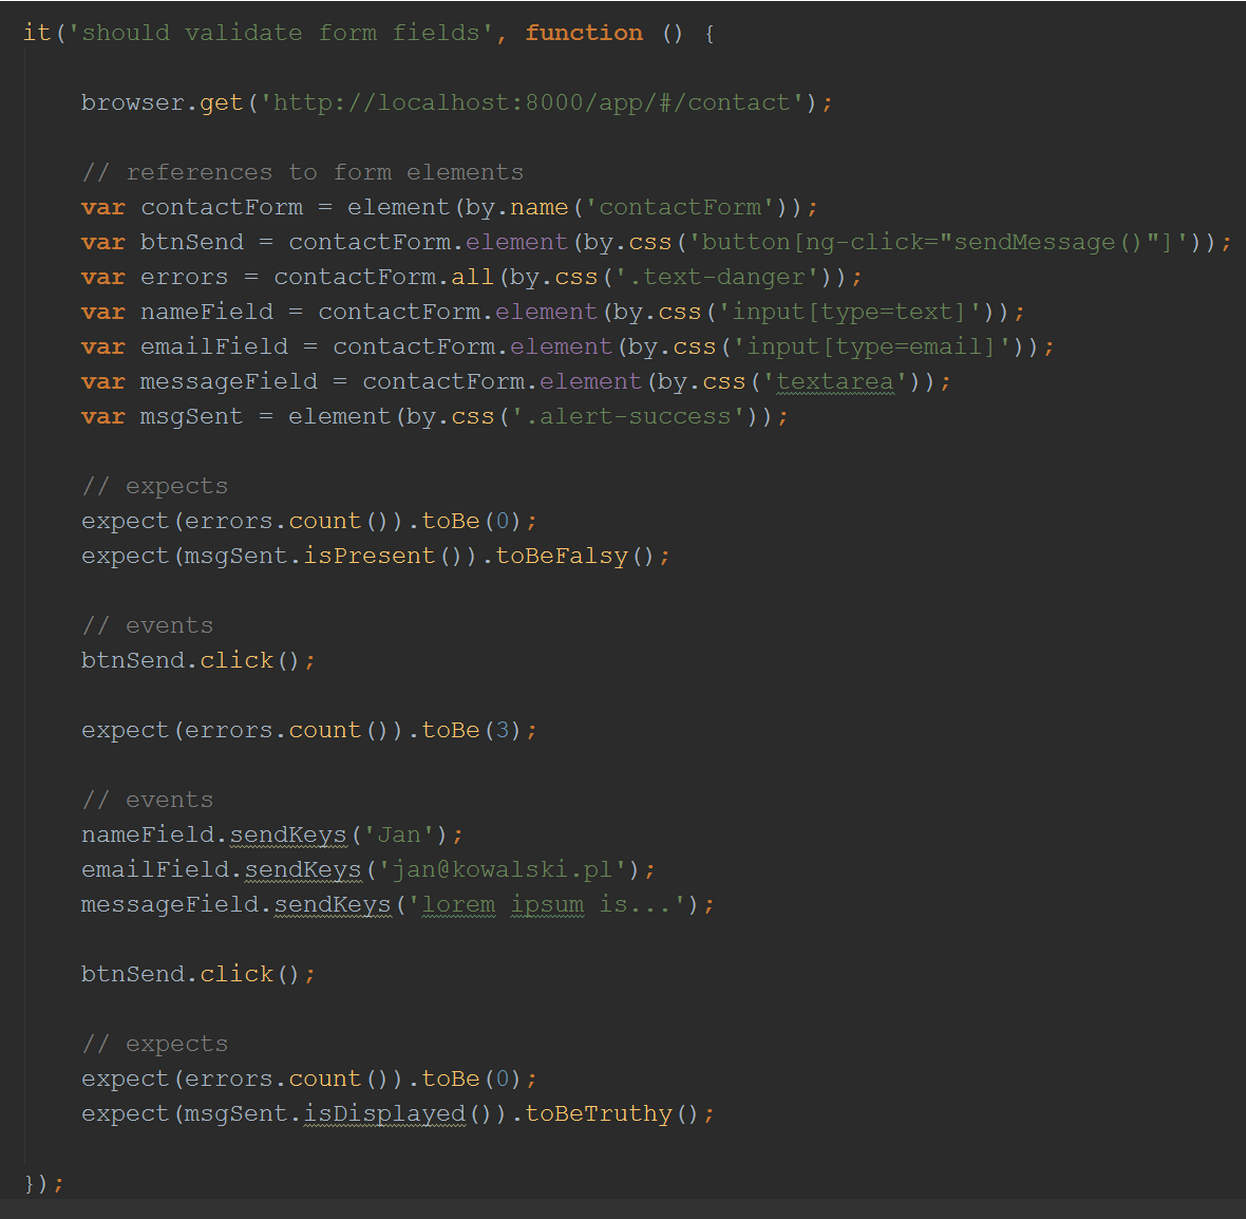 it('should validate form fields', function () {
browser.get('http://localhost:8000/app/#/contact');
// references to form elements
var contactForm = element(by.name('contactForm'));
var btnSend = contactForm.element(by.css('button[ng-click="sendMessage()"]'));
var errors = contactForm.all(by.css('.text-danger'));
var nameField = contactForm.element(by.css('input[type=text]'));
var emailField = contactForm.element(by.css('input[type=email]'));
var messageField = contactForm.element(by.css('textarea'));
var msgSent = element(by.css('.alert-success'));
// expects
expect(errors.count()).toBe(0);
expect(msgSent.isPresent()).toBeFalsy();
// events
btnSend.click();
expect(errors.count()).toBe(3);
// events
nameField.sendKeys('Jan');
emailField.sendKeys('jan@kowalski.pl');
messageField.sendKeys('lorem ipsum is...');
btnSend.click();
// expects
expect(errors.count()).toBe(0);
expect(msgSent.isDisplayed()).toBeTruthy();
});